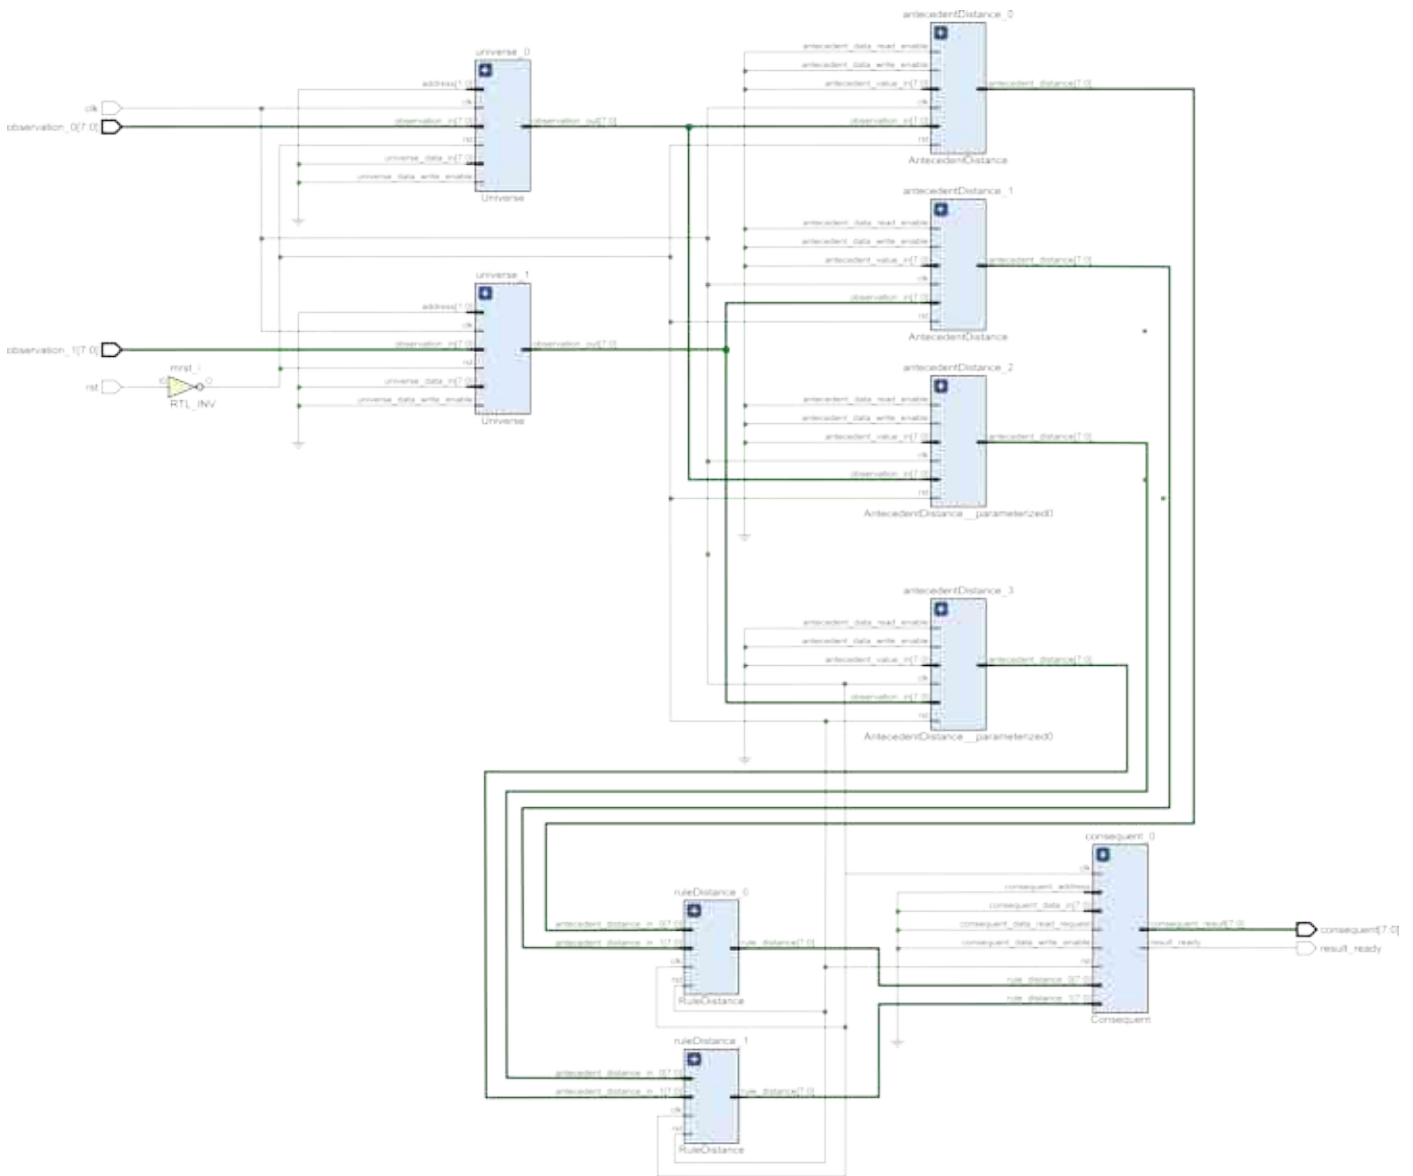 antecedentDistance_0
antecedent_data_read_enable
antecedent_data_write_enable
antecedent_value_in[7:0]
antecedent_distance[7:0]
clk
observation_in[7:0]
rst
AntecedentDistance
universe_0
address[1:0]
clk
observation_in[7:0]
observation_out[7:0]
rst
universe_data_in[7:0]
universe_data_write_enable
Universe
clk
observation_0[7:0]
antecedentDistance_1
antecedent_data_read_enable
antecedent_data_write_enable
antecedent_value_in[7:0]
antecedent_distance[7:0]
clk
observation_in[7:0]
rst
AntecedentDistance
universe_1
address[1:0]
clk
observation_in[7:0]
observation_out[7:0]
rst
universe_data_in[7:0]
universe_data_write_enable
Universe
observation_1[7:0]
rst
I0
O
RTL_INV
antecedentDistance_2
antecedent_data_read_enable
antecedent_data_write_enable
antecedent_value_in[7:0]
antecedent_distance[7:0]
clk
observation_in[7:0]
rst
AntecedentDistance__parameterized0
antecedentDistance_3
antecedent_data_read_enable
antecedent_data_write_enable
antecedent_value_in[7:0]
antecedent_distance[7:0]
clk
observation_in[7:0]
rst
AntecedentDistance__parameterized0
ruleDistance_0
antecedent_distance_in_0[7:0]
antecedent_distance_in_1[7:0]
rule_distance[7:0]
clk
rst
RuleDistance
ruleDistance_1
antecedent_distance_in_0[7:0]
antecedent_distance_in_1[7:0]
rule_distance[7:0]
clk
rst
RuleDistance
consequent_0
clk
consequent_address
consequent_data_in[7:0]
consequent_data_read_request
consequent_data_write_enable
rst
rule_distance_0[7:0]
rule_distance_1[7:0]
consequent_result[7:0]
result_ready
Consequent
consequent[7:0]
result_ready